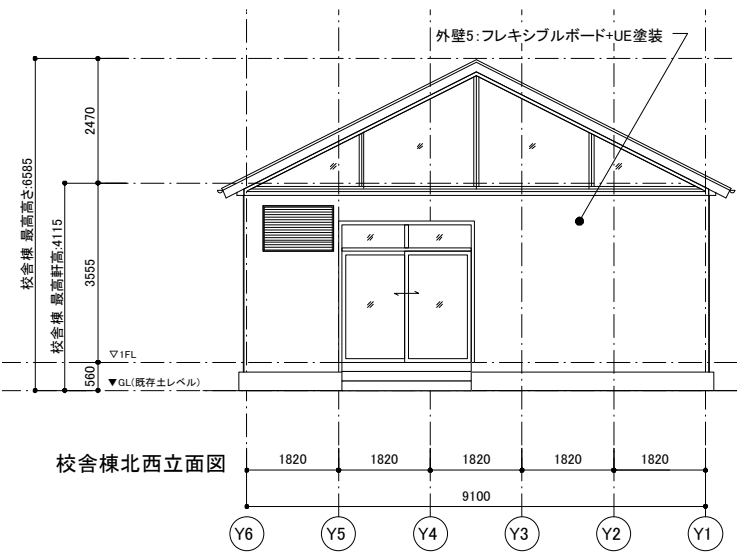 外壁5:フレキシブルボード+UE塗装
2470
校舎棟 最高高さ:6585
校舎棟 最高軒高:4115
3555
▽1FL
560
▼GL(既存土レベル)
校舎棟北西立面図
1820
1820
1820
1820
1820
9100
Y6
Y5
Y4
Y3
Y2
Y1